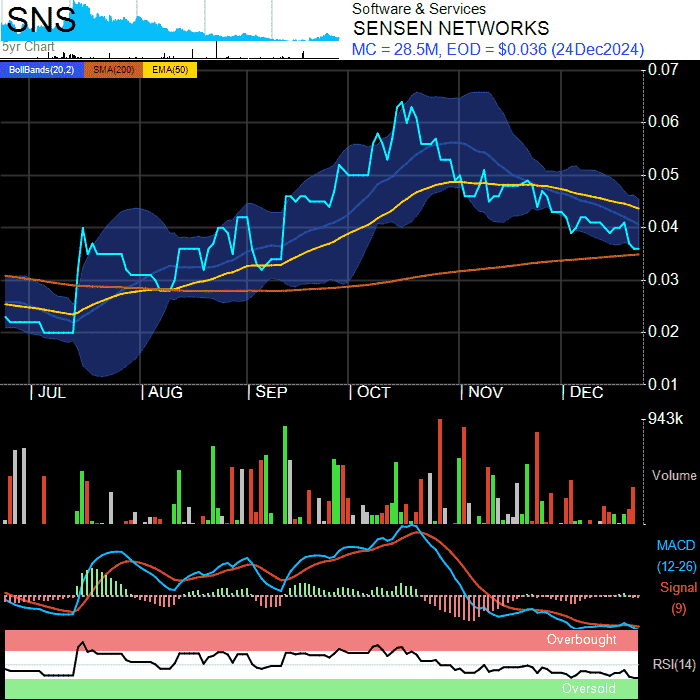 SNS
5yr Chart
Software & Services
SENSEN NETWORKS
MC = 28.5M, EOD = $0.036 (24Dec2024)
BollBands(20,2) SMA(200) EMA(50)
0.07
0.06
0.05
0.04
0.03
0.02
0.01
JUL AUG SEP OCT NOV DEC
943k
Volume
MACD
(12-26)
Signal
(9)
Overbought
RSI(14)
Oversold